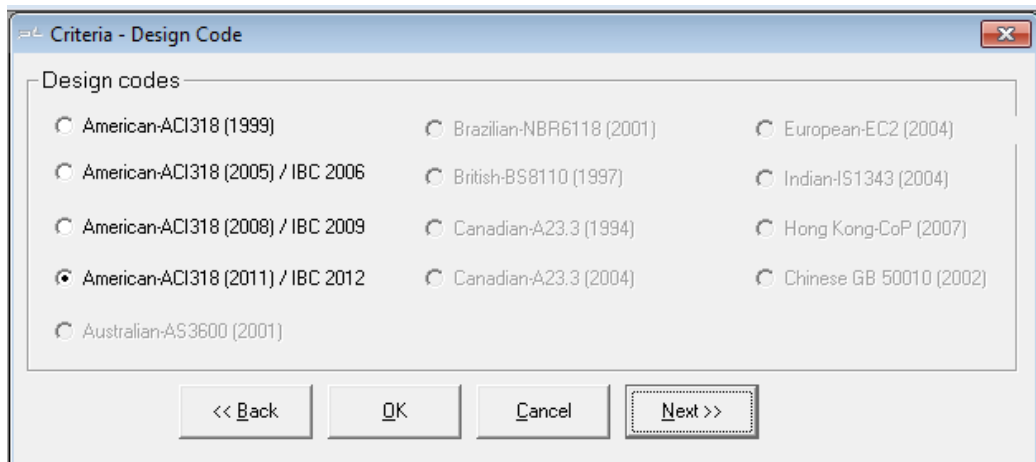 Criteria - Design Code
Design codes
American-ACI318 (1999)
American-ACI318 (2005) / IBC 2006
American-ACI318 (2008) / IBC 2009
American-ACI318 (2011) / IBC 2012
Australian-AS3600 (2001)
Brazilian-NBR6118 (2001)
British-BS8110 (1997)
Canadian-A23.3 (1994)
Canadian-A23.3 (2004)
European-EC2 (2004)
Indian-IS1343 (2004)
Hong Kong-CoP (2007)
Chinese GB 50010 (2002)
<< Back
OK
Cancel
Next >>